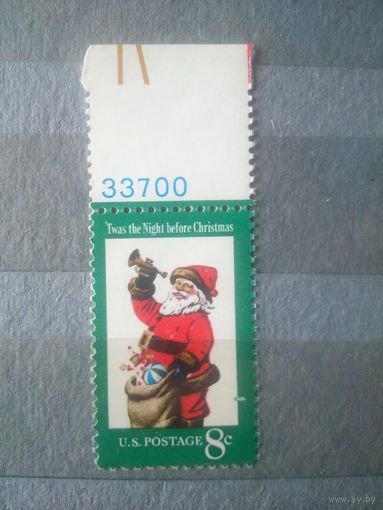 33700
'Twas the Night before Christmas
U.S. POSTAGE 8c
www.ay.by